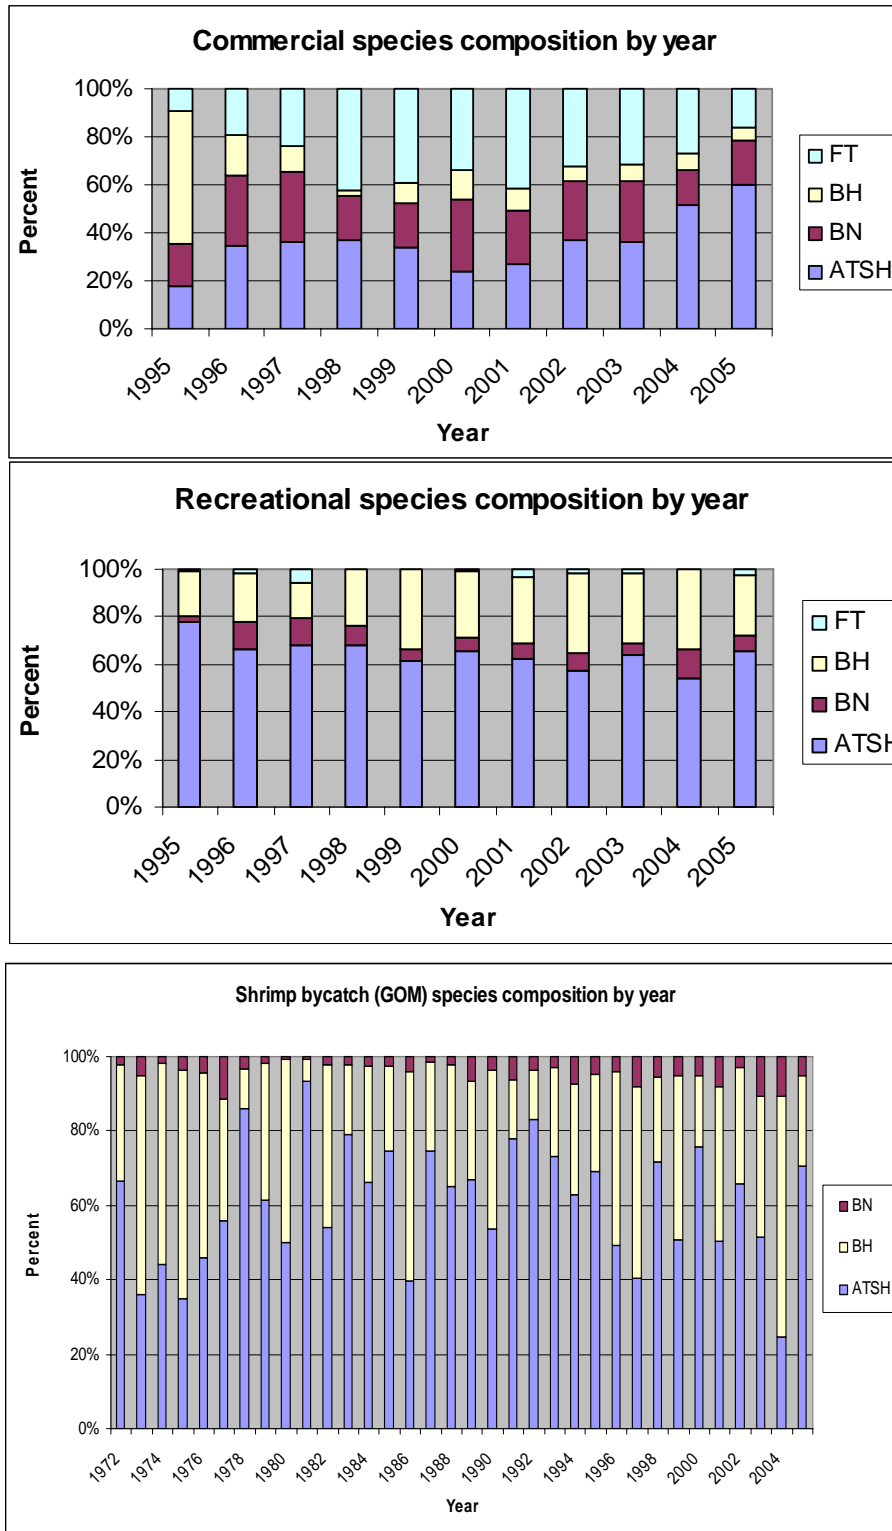 Commercial species composition by year
100%
80%
60%
40%
20%
0%
Percent
1995
1996
1997
1998
1999
2000
2001
2002
2003
2004
2005
Year
FT
BH
BN
ATSH
Recreational species composition by year
100%
80%
60%
40%
20%
0%
Percent
1995
1996
1997
1998
1999
2000
2001
2002
2003
2004
2005
Year
FT
BH
BN
ATSH
Shrimp bycatch (GOM) species composition by year
100%
80%
60%
40%
20%
0%
Percent
1972
1974
1976
1978
1980
1982
1984
1986
1988
1990
1992
1994
1996
1998
2000
2002
2004
Year
BN
BH
ATSH